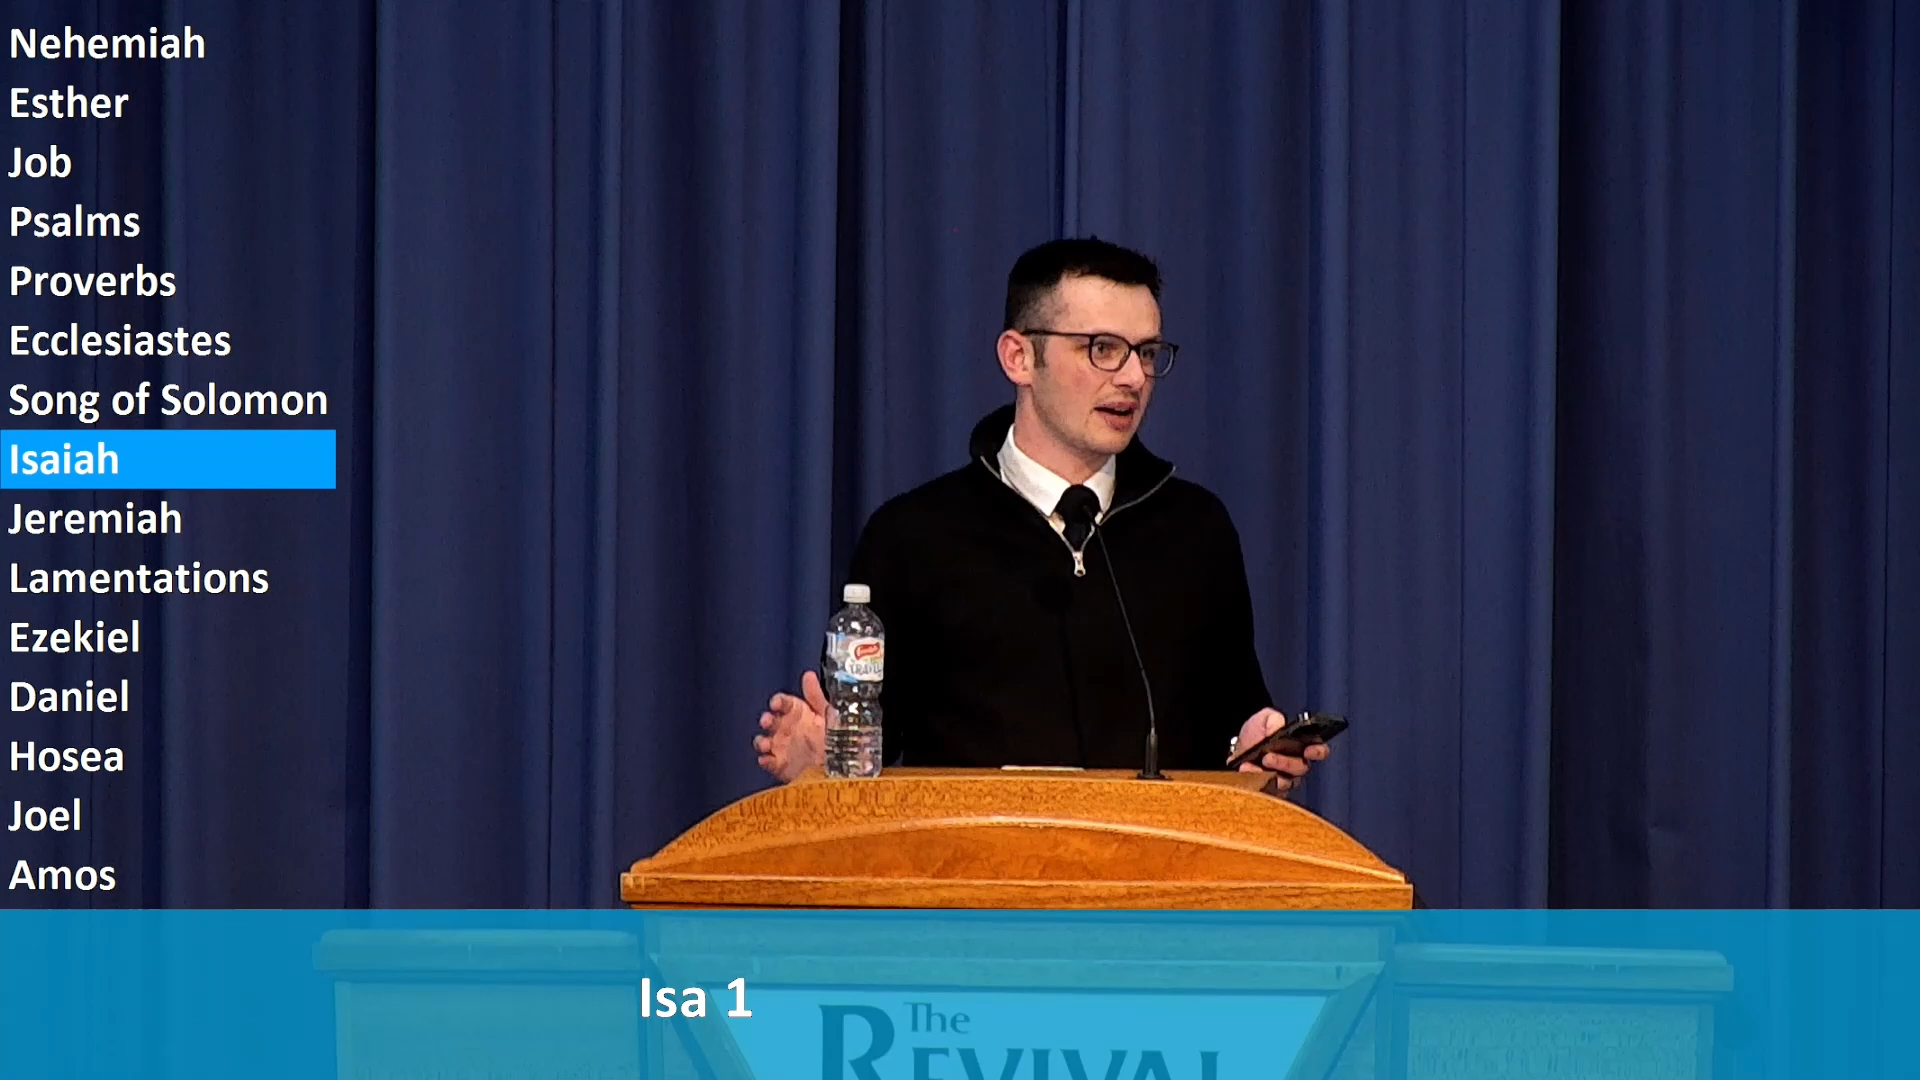 Nehemiah
Esther
Job
Psalms
Proverbs
Ecclesiastes
Song of Solomon
Isaiah
Jeremiah
Lamentations
Ezekiel
Daniel
Hosea
Joel
Amos
Isa 1
The
REVIVAL